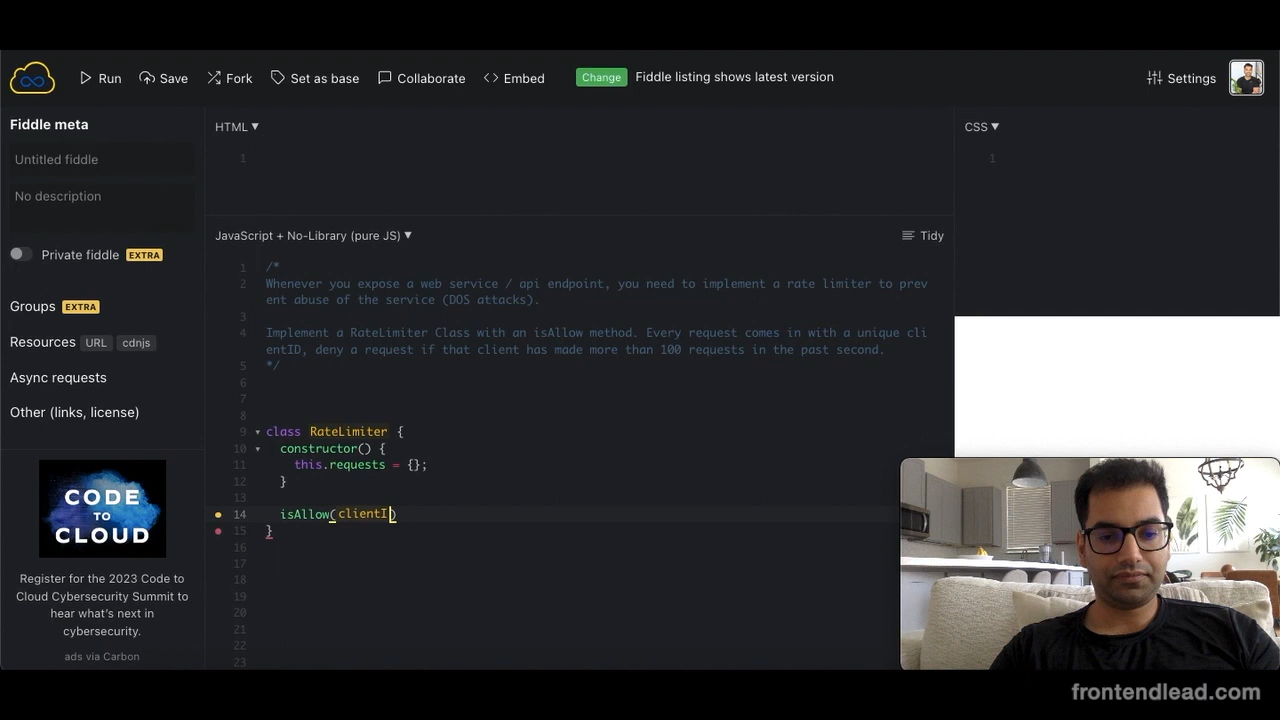 Run
Save
Fork
Set as base
Collaborate
Embed
Change
Fiddle listing shows latest version
Settings
Fiddle meta
Untitled fiddle
No description
Private fiddle EXTRA
Groups EXTRA
Resources URL cdnjs
Async requests
Other (links, license)
CODE
TO
CLOUD
Register for the 2023 Code to
Cloud Cybersecurity Summit to
hear what's next in
cybersecurity.
ads via Carbon
HTML ▼
1
CSS ▼
1
JavaScript + No-Library (pure JS) ▼
Tidy
1 /*
2 Whenever you expose a web service / api endpoint, you need to implement a rate limiter to prev
ent abuse of the service (DOS attacks).
3
4 Implement a RateLimiter Class with an isAllow method. Every request comes in with a unique cli
entID, deny a request if that client has made more than 100 requests in the past second.
5 */
6
7
8
9 class RateLimiter {
10 constructor() {
11 this.requests = {};
12 }
13
14 isAllow(clientI)
15 }
16
17
18
19
20
21
22
23
frontendlead.com